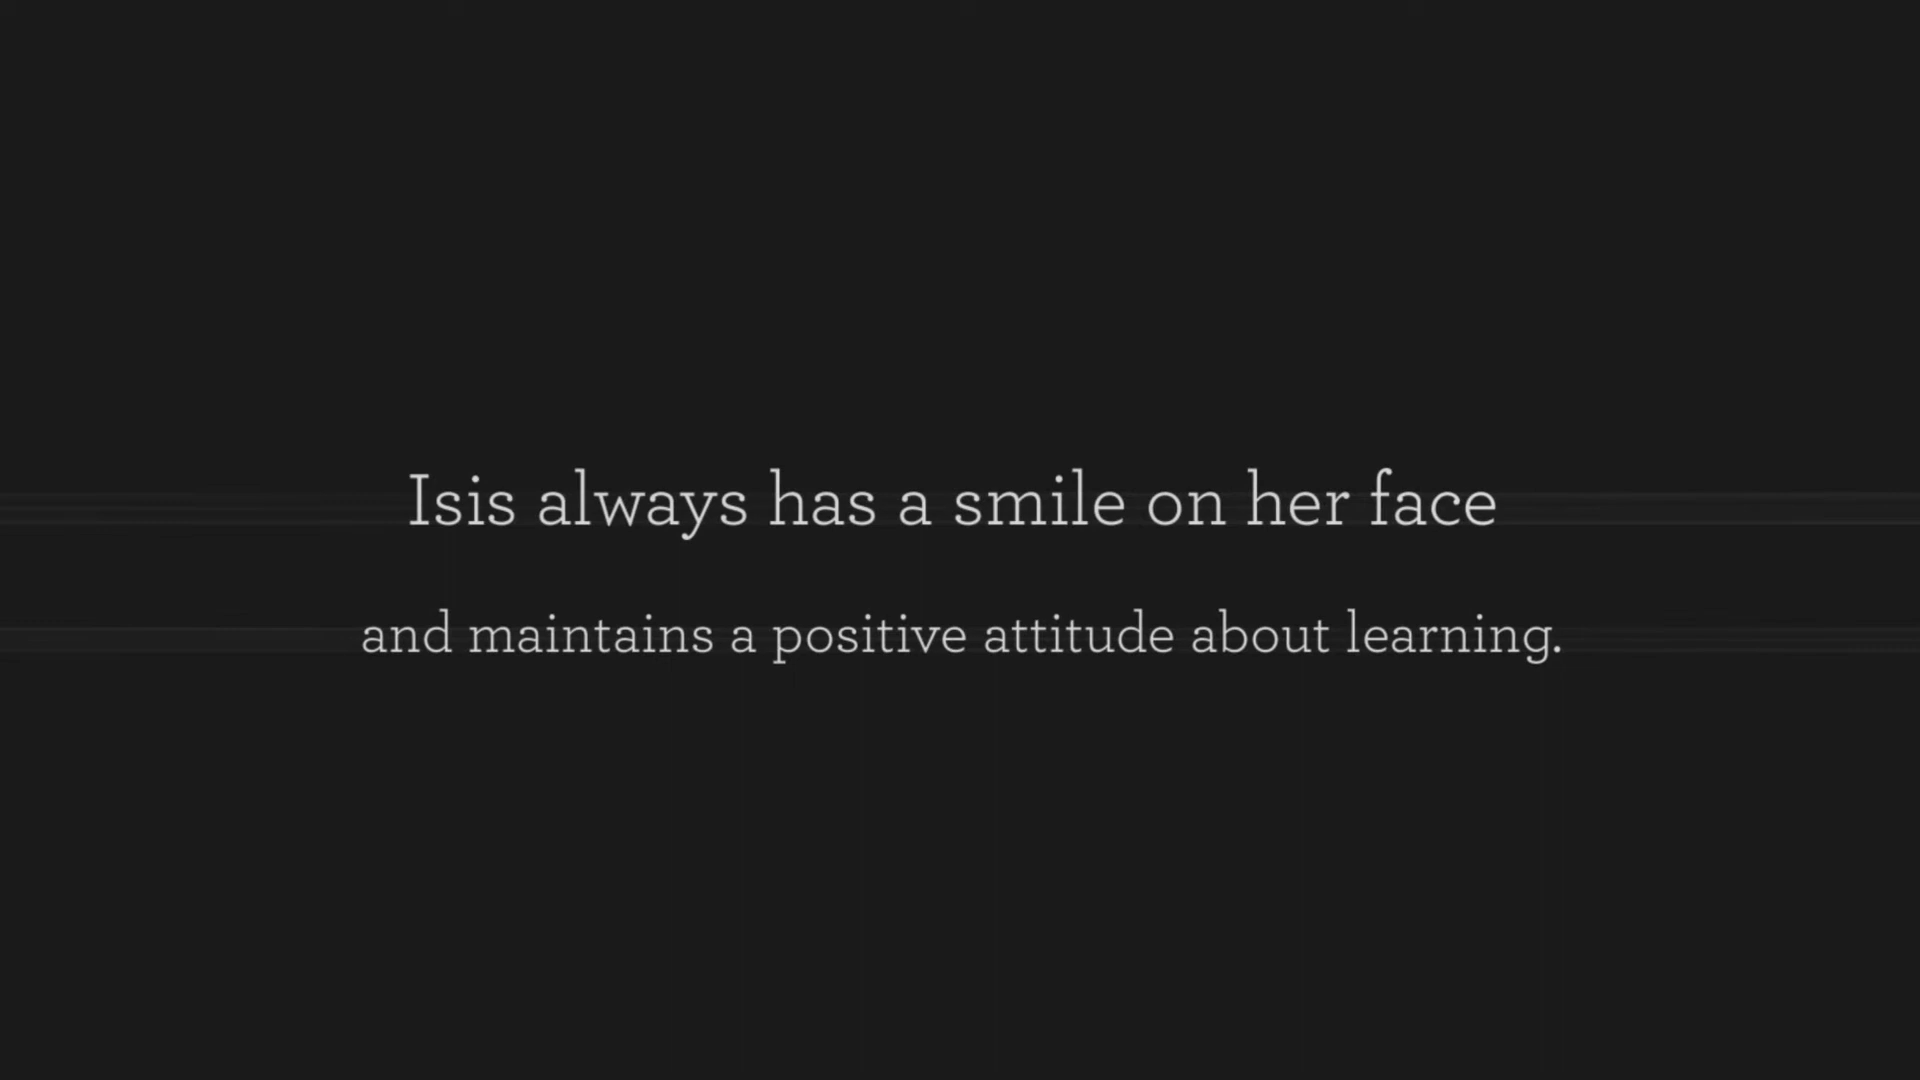 Isis always has a smile on her face
and maintains a positive attitude about learning.